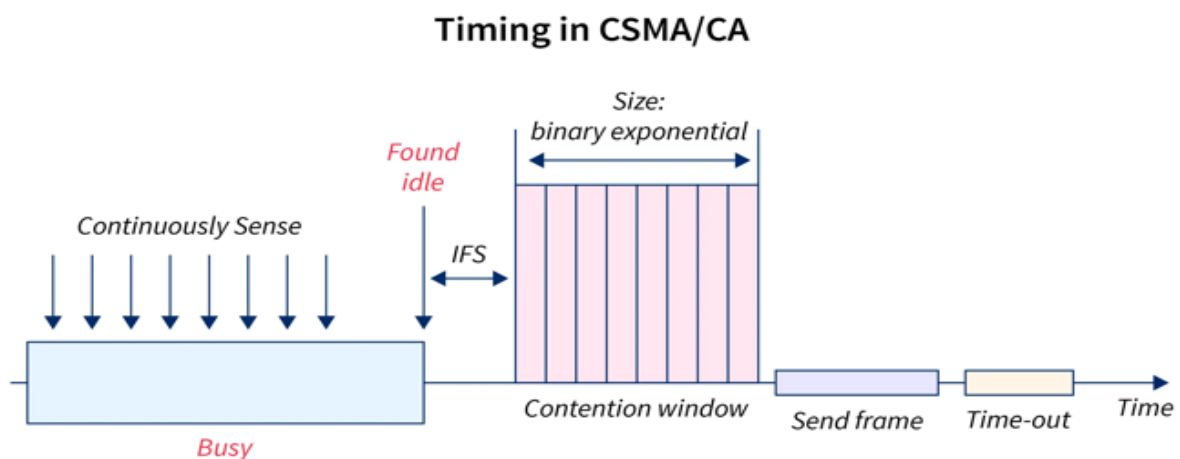 Timing in CSMA/CA
Size:
binary exponential
Found
idle
Continuously Sense
IFS
Contention window
Send frame
Time-out
Time
Busy